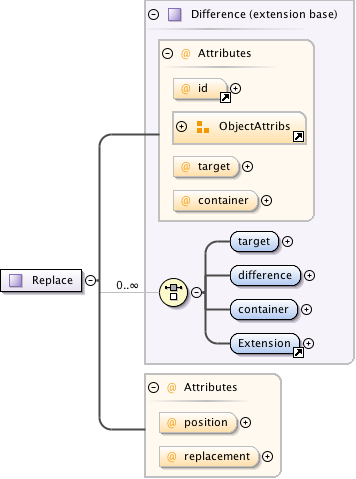 Difference (extension base)
@ Attributes
@ id
ObjectAttribs
@ target
@ container
target
difference
container
Extension
0..∞
Replace
@ Attributes
@ position
@ replacement